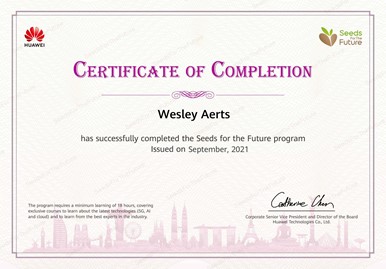 HUAWEI
Seeds
For The
Future
CERTIFICATE OF COMPLETION
Wesley Aerts
has successfully completed the Seeds for the Future program
Issued on September, 2021
The program requires a minimum learning of 18 hours, covering
exclusive courses to learn about the latest technologies (5G, AI
and cloud) and to learn from the best experts in the industry.
Catherine Chen
Corporate Senior Vice President and Director of the Board
Huawei Technologies Co., Ltd.